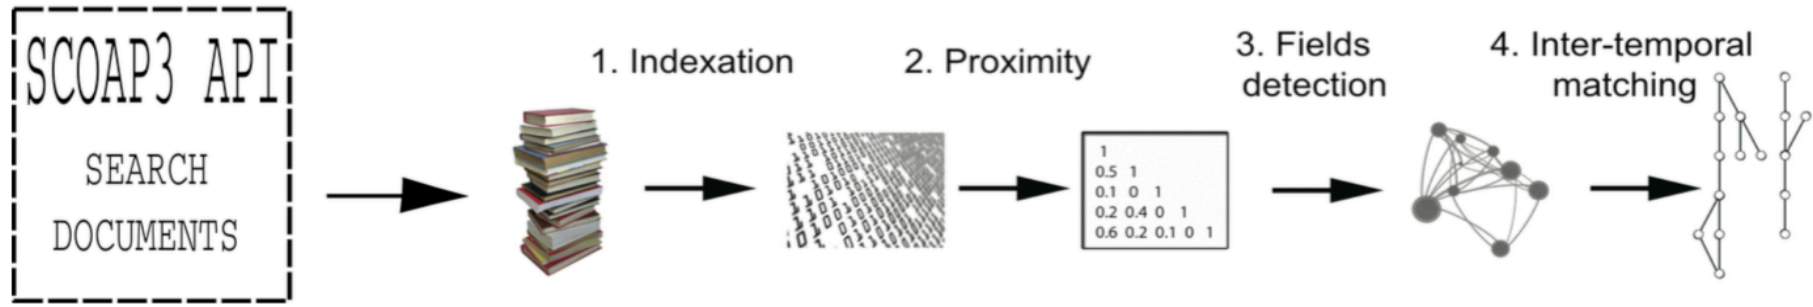 SCOAP3 API
SEARCH
DOCUMENTS
1. Indexation
2. Proximity
1
0.5 1
0.1 0 1
0.2 0.4 0 1
0.6 0.2 0.1 0 1
3. Fields
detection
4. Inter-temporal
matching